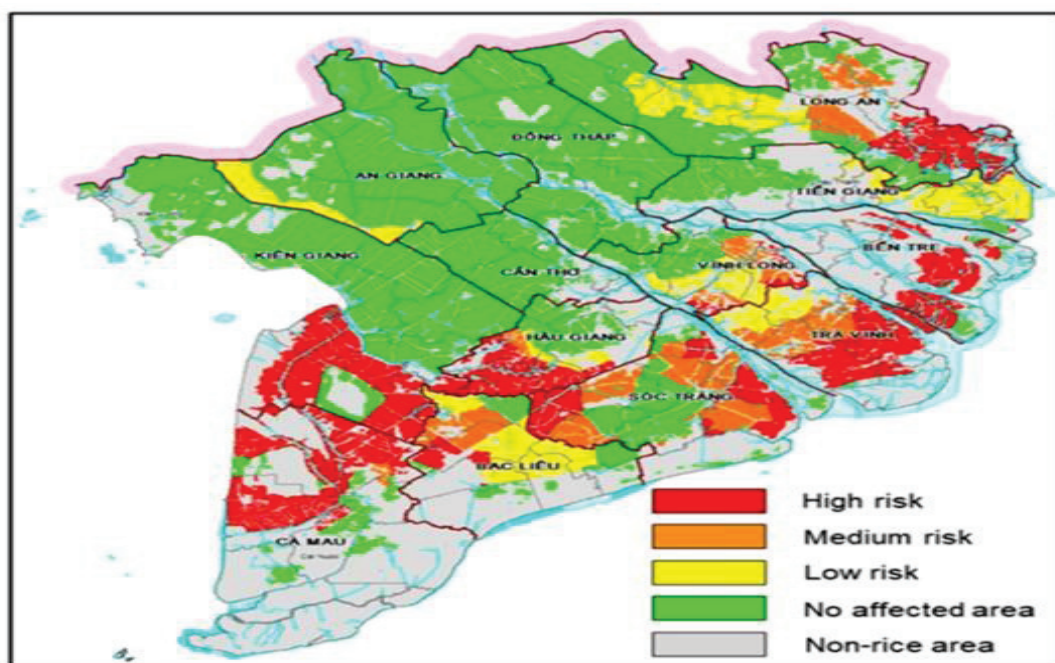 LONG AN
ĐỒNG THÁP
AN GIANG
TIỀN GIANG
BẾN TRE
KIÊN GIANG
VĨNH LONG
CẦN THƠ
HẬU GIANG
TRÀ VINH
SÓC TRĂNG
BẠC LIÊU
CÀ MAU
High risk
Medium risk
Low risk
No affected area
Non-rice area